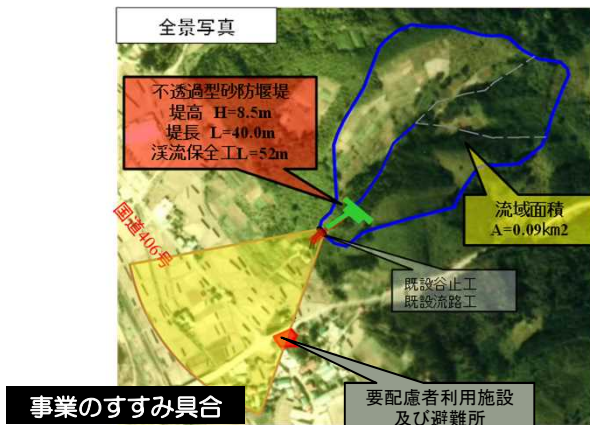 全景写真
不透過型砂防堰堤
堤高 H=8.5m
堤長 L=40.0m
渓流保全工L=52m
国道406号
流域面積
A=0.09km2
既設谷止工
既設流路工
要配慮者利用施設
及び避難所
事業のすすみ具合